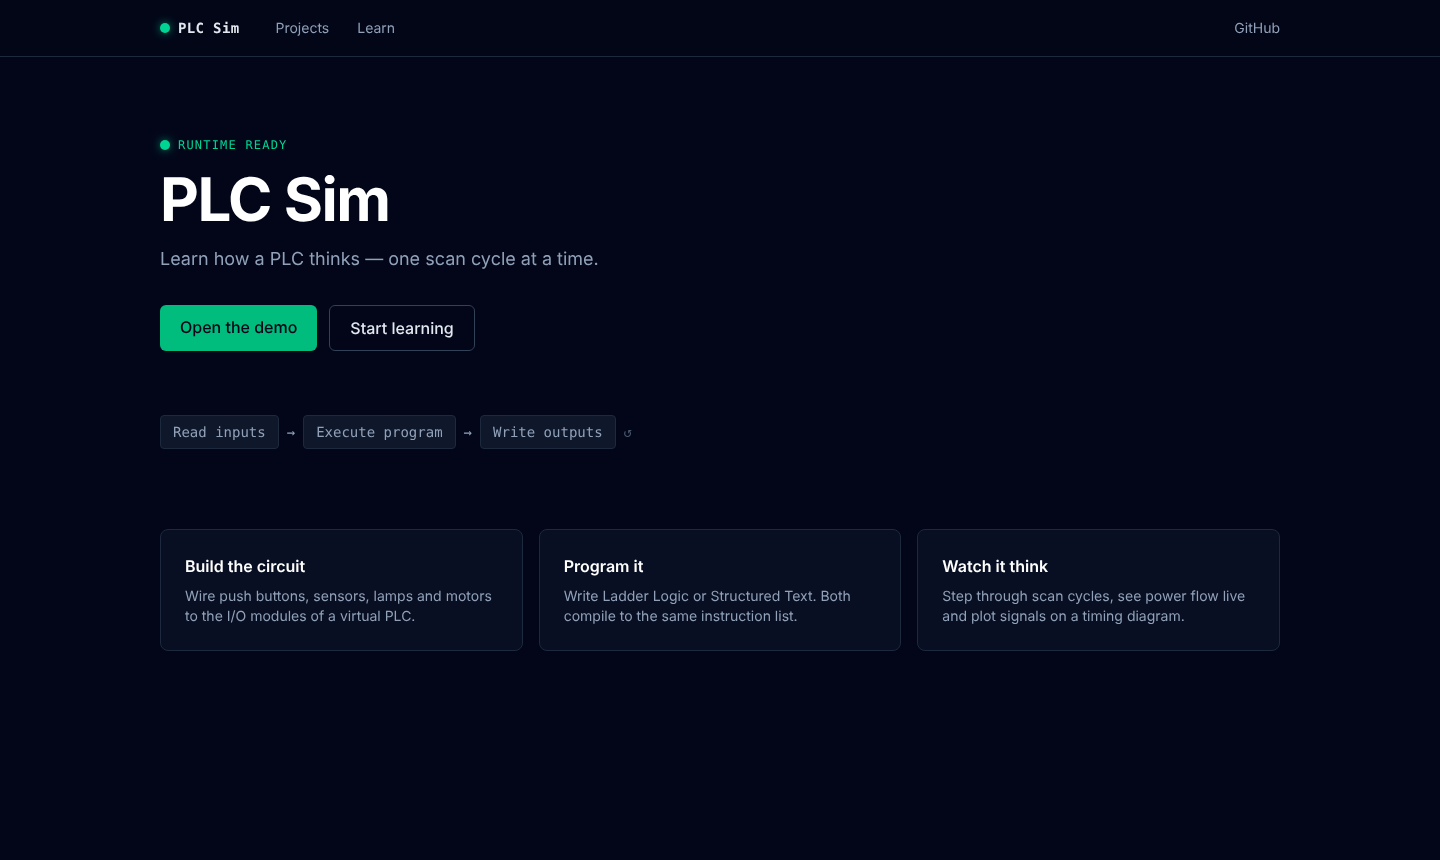 PLC Sim Projects Learn GitHub
RUNTIME READY
PLC Sim
Learn how a PLC thinks — one scan cycle at a time.
Open the demo Start learning
Read inputs → Execute program → Write outputs ↺
Build the circuit
Wire push buttons, sensors, lamps and motors
to the I/O modules of a virtual PLC.
Program it
Write Ladder Logic or Structured Text. Both
compile to the same instruction list.
Watch it think
Step through scan cycles, see power flow live
and plot signals on a timing diagram.